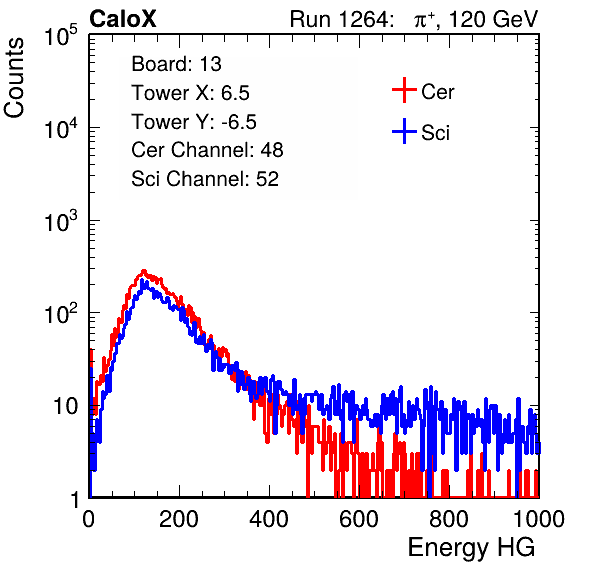 CaloX Run 1264: π⁺, 120 GeV
Counts
10⁵
10⁴
10³
10²
10
1
Board: 13
Tower X: 6.5
Tower Y: -6.5
Cer Channel: 48
Sci Channel: 52
Cer
Sci
0 200 400 600 800 1000
Energy HG